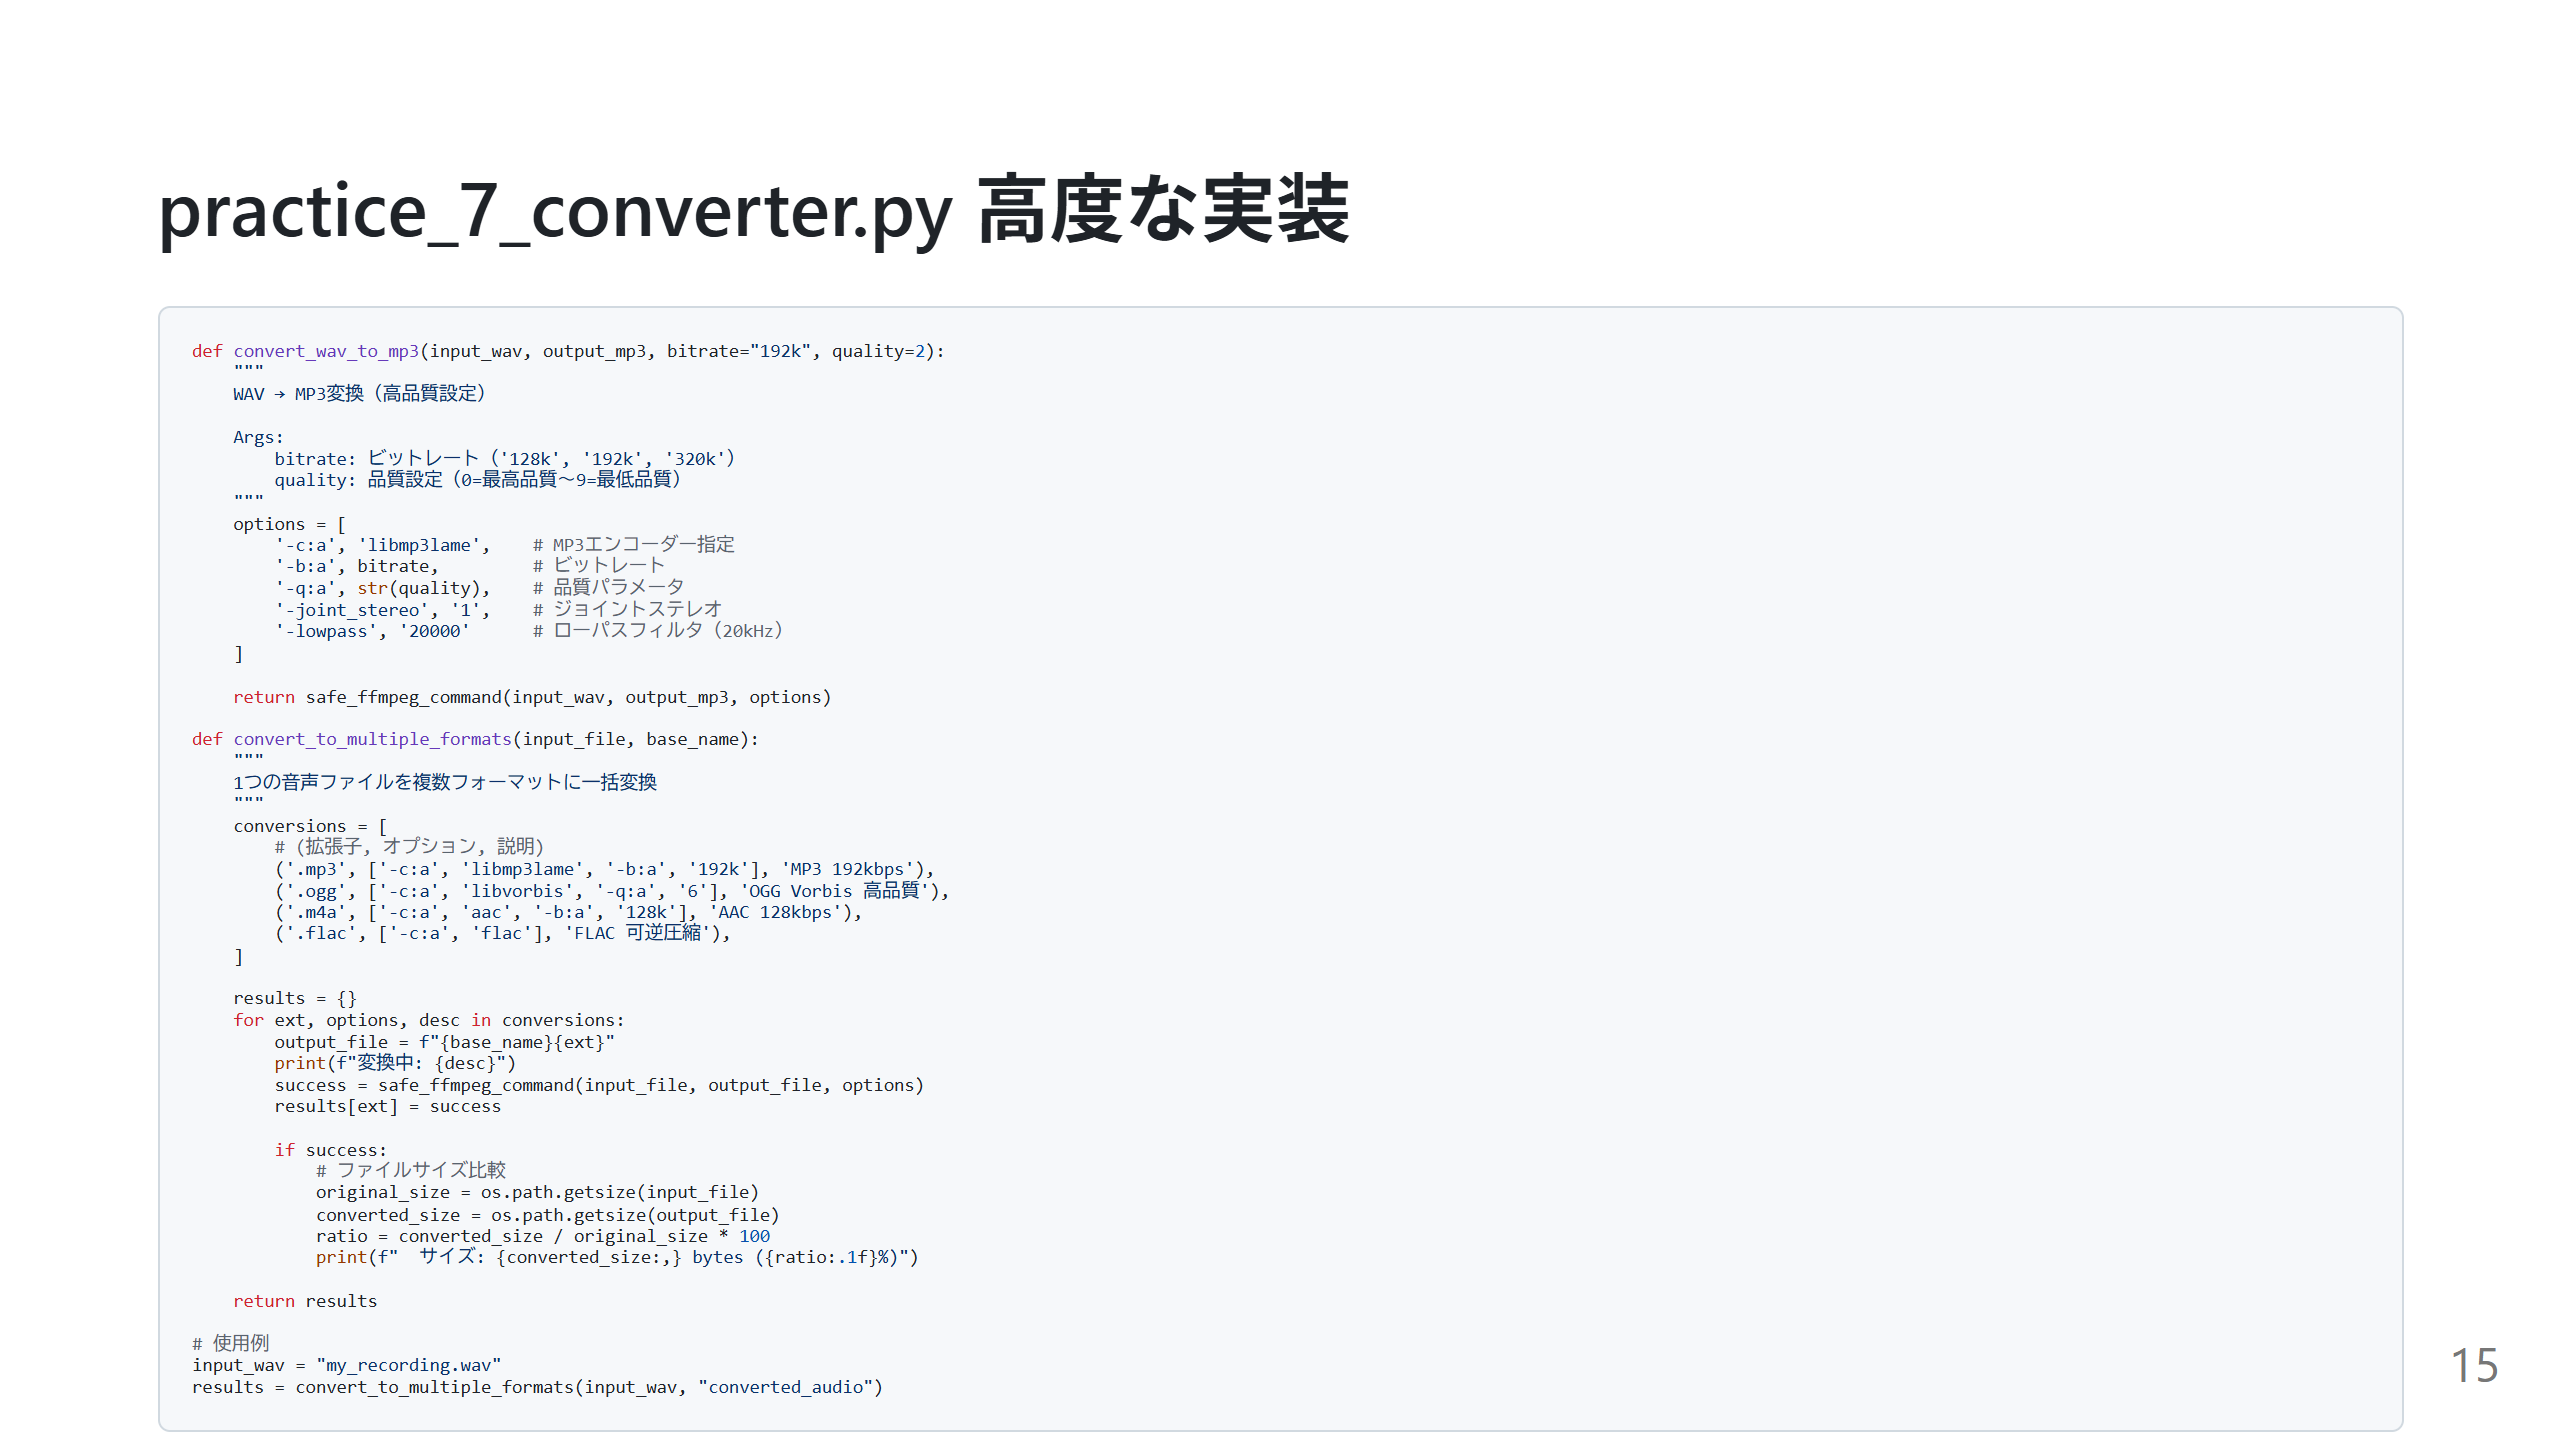 practice_7_converter.py 高度な実装
def convert_wav_to_mp3(input_wav, output_mp3, bitrate="192k", quality=2):
    """
    WAV → MP3変換（高品質設定）

    Args:
        bitrate: ビットレート（'128k', '192k', '320k'）
        quality: 品質設定（0=最高品質～9=最低品質）
    """
    options = [
        '-c:a', 'libmp3lame',    # MP3エンコーダー指定
        '-b:a', bitrate,         # ビットレート
        '-q:a', str(quality),    # 品質パラメータ
        '-joint_stereo', '1',    # ジョイントステレオ
        '-lowpass', '20000'      # ローパスフィルタ（20kHz）
    ]

    return safe_ffmpeg_command(input_wav, output_mp3, options)

def convert_to_multiple_formats(input_file, base_name):
    """
    1つの音声ファイルを複数フォーマットに一括変換
    """
    conversions = [
        # (拡張子, オプション, 説明)
        ('.mp3', ['-c:a', 'libmp3lame', '-b:a', '192k'], 'MP3 192kbps'),
        ('.ogg', ['-c:a', 'libvorbis', '-q:a', '6'], 'OGG Vorbis 高品質'),
        ('.m4a', ['-c:a', 'aac', '-b:a', '128k'], 'AAC 128kbps'),
        ('.flac', ['-c:a', 'flac'], 'FLAC 可逆圧縮'),
    ]

    results = {}
    for ext, options, desc in conversions:
        output_file = f"{base_name}{ext}"
        print(f"変換中: {desc}")
        success = safe_ffmpeg_command(input_file, output_file, options)
        results[ext] = success

        if success:
            # ファイルサイズ比較
            original_size = os.path.getsize(input_file)
            converted_size = os.path.getsize(output_file)
            ratio = converted_size / original_size * 100
            print(f"  サイズ: {converted_size:,} bytes ({ratio:.1f}%)")

    return results

# 使用例
input_wav = "my_recording.wav"
results = convert_to_multiple_formats(input_wav, "converted_audio")
15